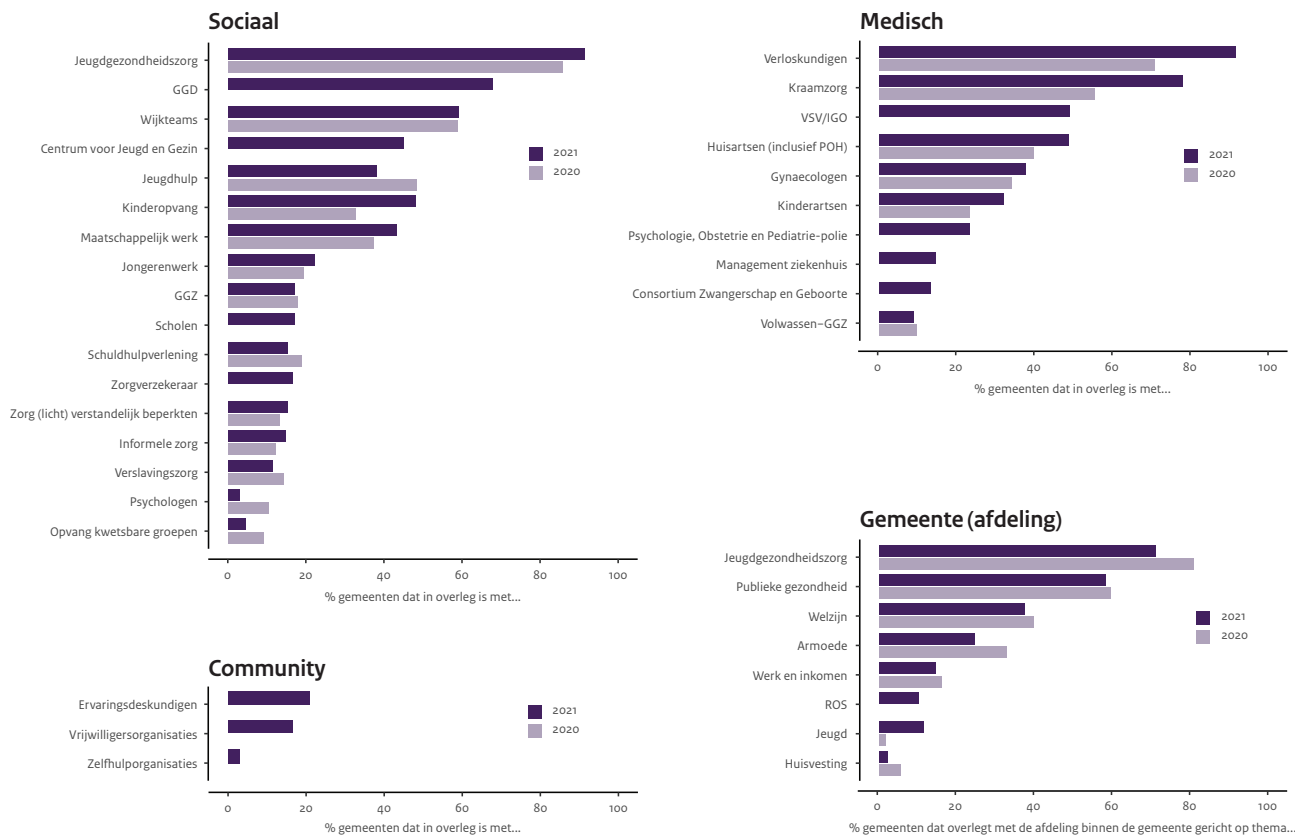 Sociaal
Jeugdgezondheidszorg
GGD
Wijkteams
Centrum voor Jeugd en Gezin
Jeugdhulp
Kinderopvang
Maatschappelijk werk
Jongerenwerk
GGZ
Scholen
Schuldhulpverlening
Zorgverzekeraar
Zorg (licht) verstandelijk beperkten
Informele zorg
Verslavingszorg
Psychologen
Opvang kwetsbare groepen
2021
2020
0 20 40 60 80 100
% gemeenten dat in overleg is met...
Medisch
Verloskundigen
Kraamzorg
VSV/IGO
Huisartsen (inclusief POH)
Gynaecologen
Kinderartsen
Psychologie, Obstetrie en Pediatrie-polie
Management ziekenhuis
Consortium Zwangerschap en Geboorte
Volwassen-GGZ
2021
2020
0 20 40 60 80 100
% gemeenten dat in overleg is met...
Community
Ervaringsdeskundigen
Vrijwilligersorganisaties
Zelfhulporganisaties
2021
2020
0 20 40 60 80 100
% gemeenten dat in overleg is met...
Gemeente (afdeling)
Jeugdgezondheidszorg
Publieke gezondheid
Welzijn
Armoede
Werk en inkomen
ROS
Jeugd
Huisvesting
2021
2020
0 20 40 60 80 100
% gemeenten dat overlegt met de afdeling binnen de gemeente gericht op thema...